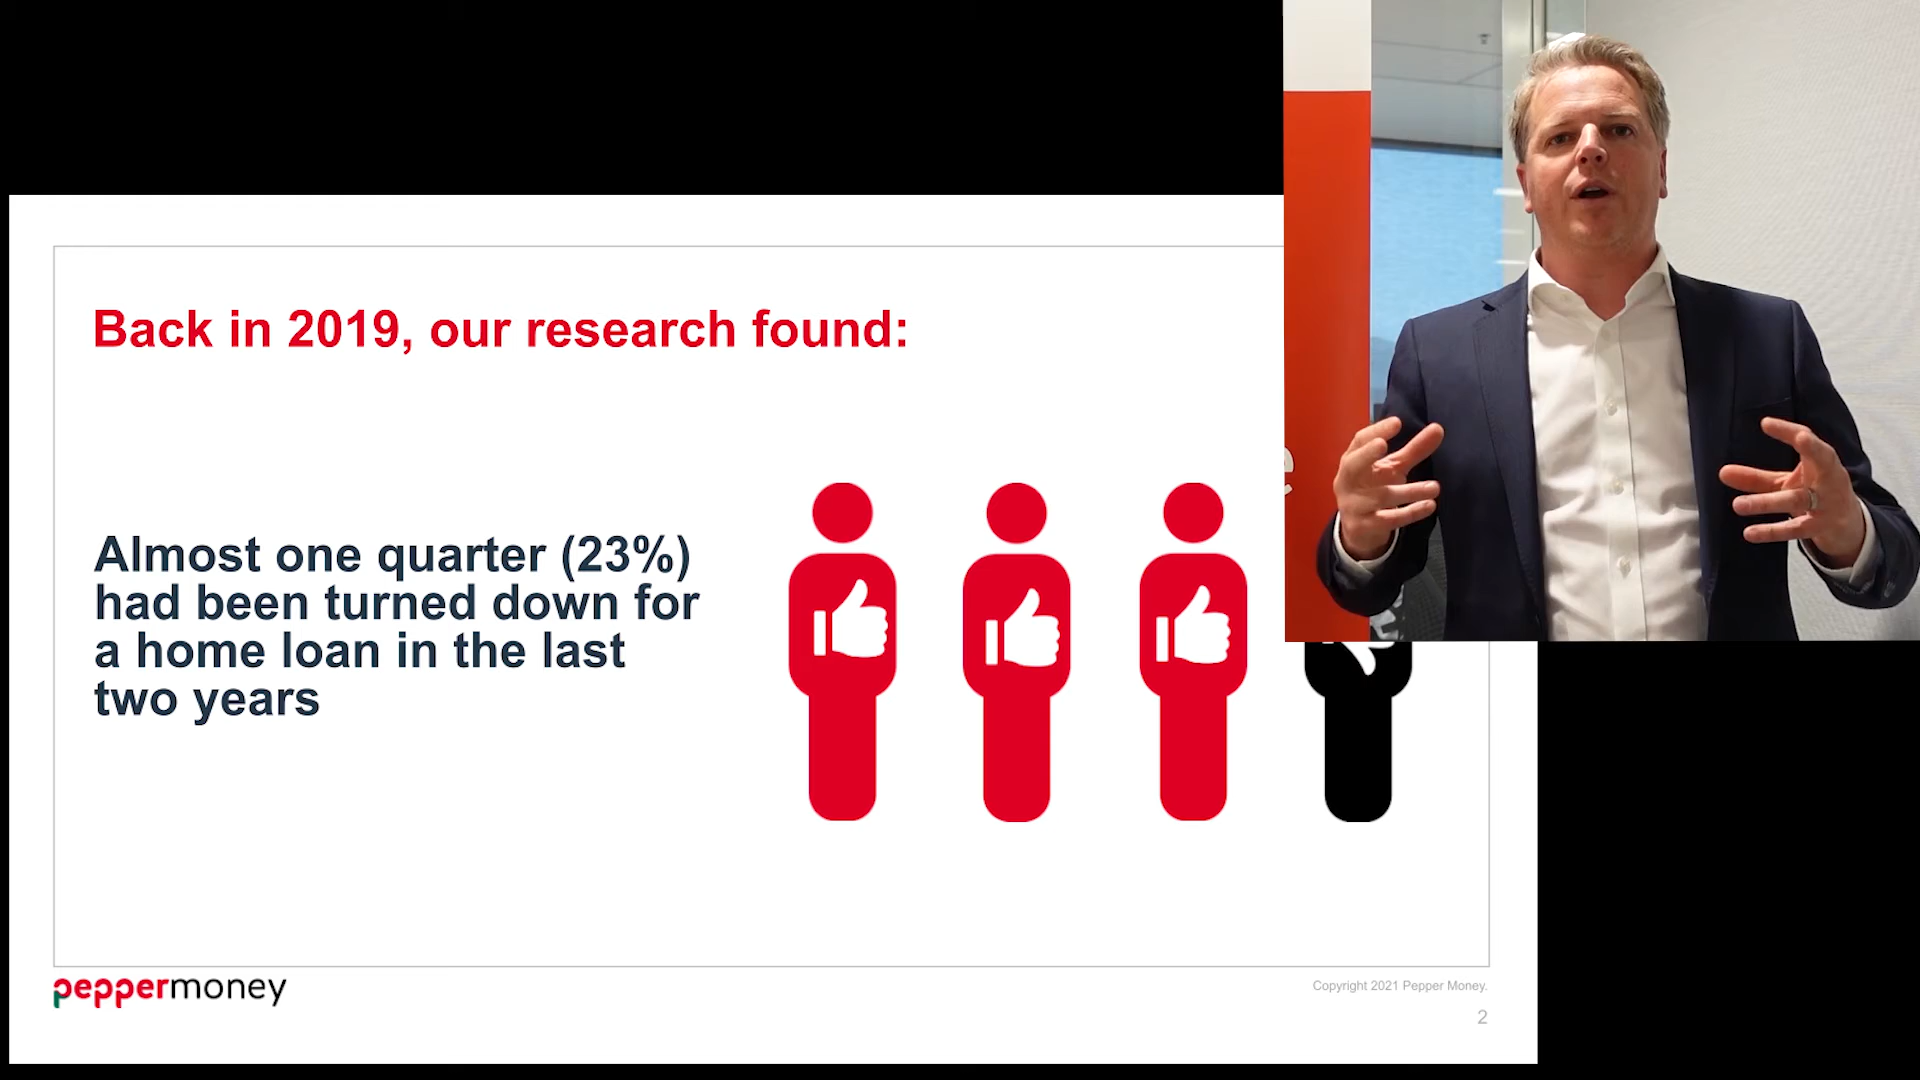 Back in 2019, our research found:
Almost one quarter (23%)
had been turned down for
a home loan in the last
two years
peppermoney
Copyright 2021 Pepper Money.
2